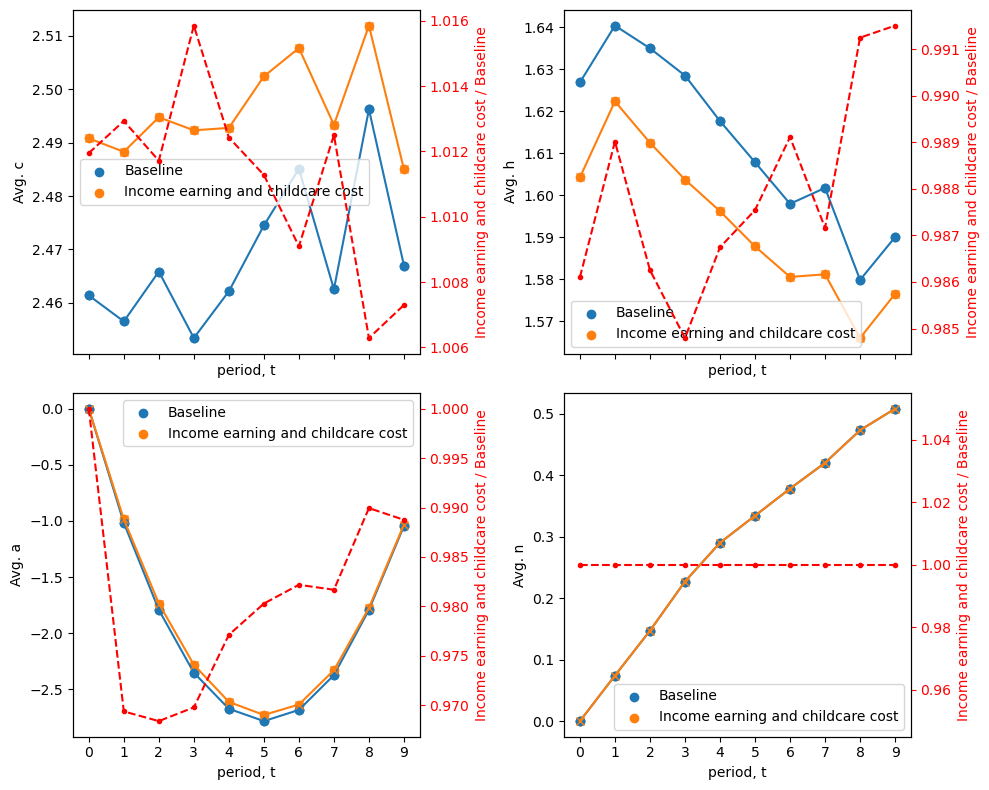 2.51
2.50
2.49
2.48
2.47
2.46
Avg. c
Baseline
Income earning and childcare cost
period, t
1.016
1.014
1.012
1.010
1.008
1.006
Income earning and childcare cost / Baseline
1.64
1.63
1.62
1.61
1.60
1.59
1.58
1.57
Avg. h
Baseline
Income earning and childcare cost
period, t
0.991
0.990
0.989
0.988
0.987
0.986
0.985
Income earning and childcare cost / Baseline
0.0
−0.5
−1.0
−1.5
−2.0
−2.5
Avg. a
Baseline
Income earning and childcare cost
0 1 2 3 4 5 6 7 8 9
period, t
1.000
0.995
0.990
0.985
0.980
0.975
0.970
Income earning and childcare cost / Baseline
0.5
0.4
0.3
0.2
0.1
0.0
Avg. n
Baseline
Income earning and childcare cost
0 1 2 3 4 5 6 7 8 9
period, t
1.04
1.02
1.00
0.98
0.96
Income earning and childcare cost / Baseline